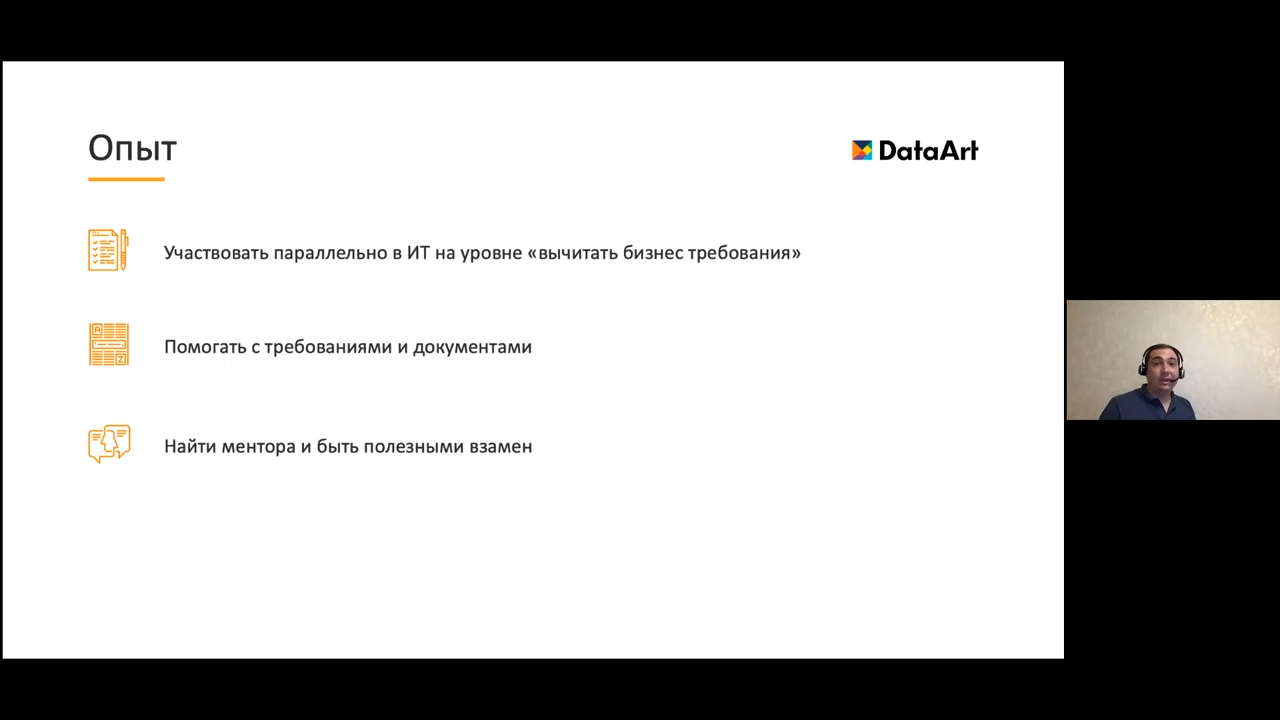 Опыт
DataArt
Участвовать параллельно в ИТ на уровне «вычитать бизнес требования»
Помогать с требованиями и документами
Найти ментора и быть полезными взамен